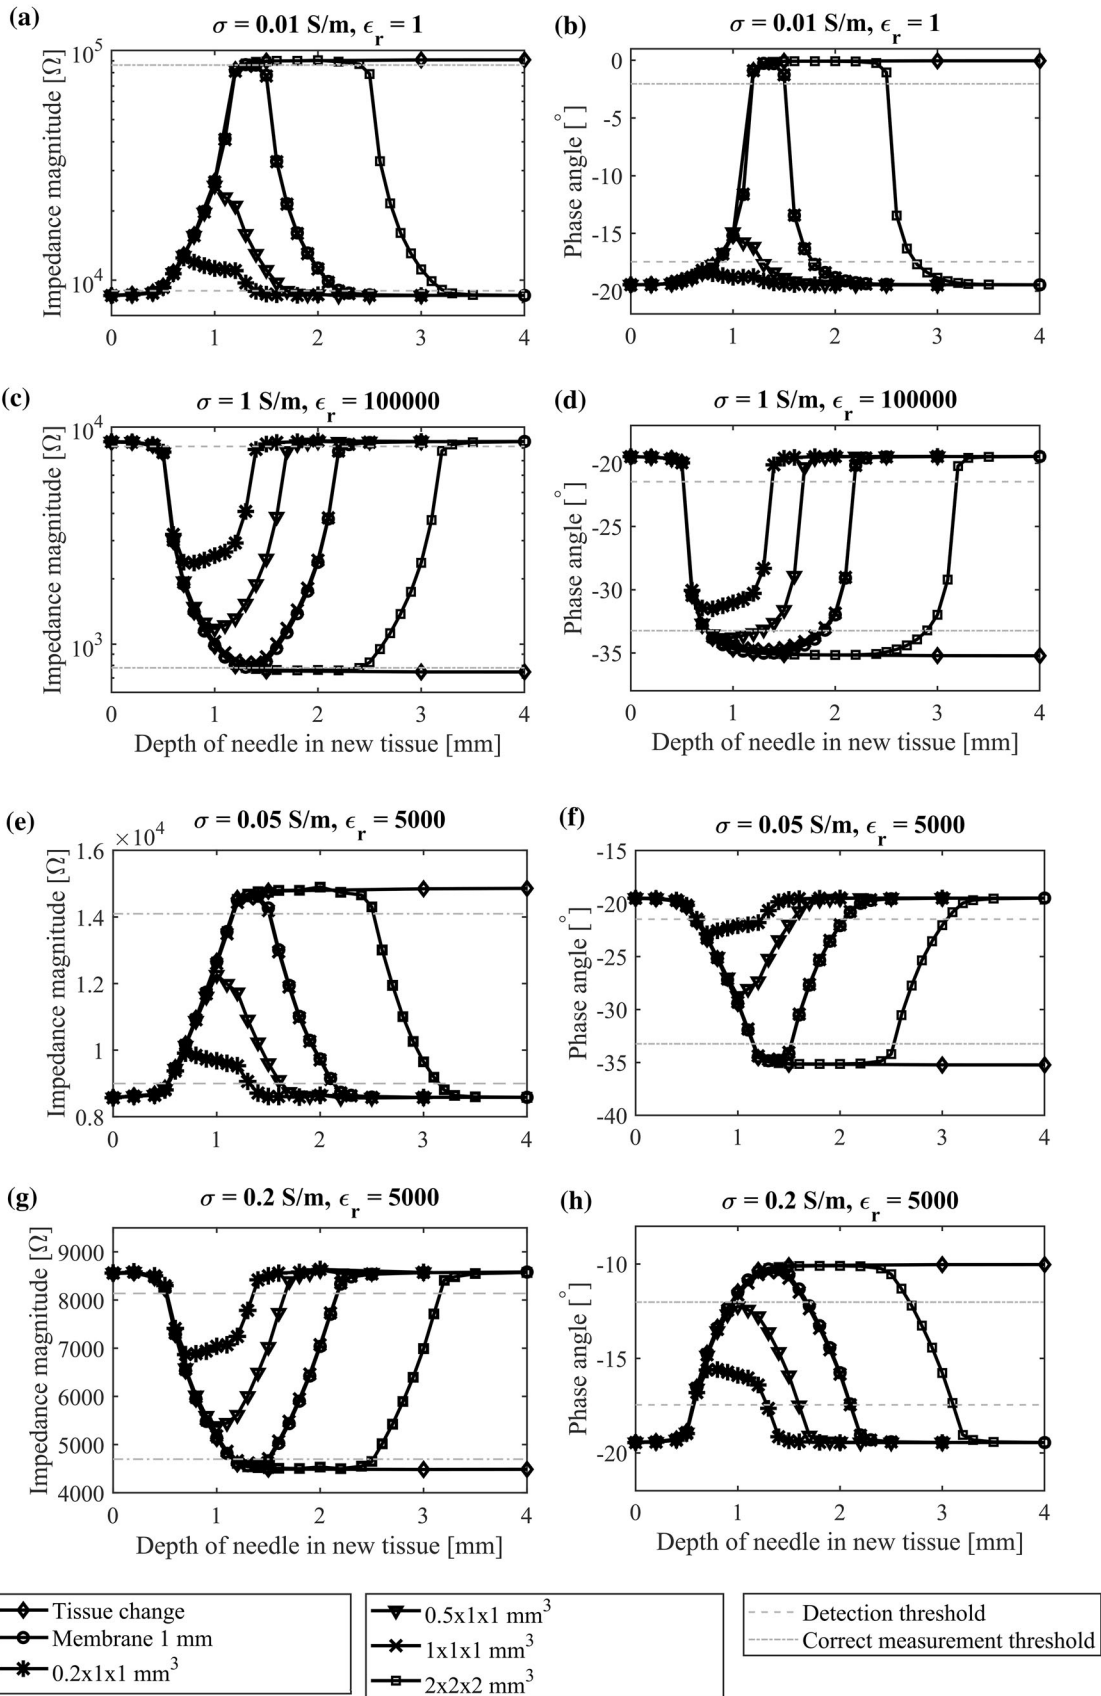 (a) σ = 0.01 S/m, ϵr = 1
Impedance magnitude [Ω]
10^5
10^4
0 1 2 3 4
(b) σ = 0.01 S/m, ϵr = 1
Phase angle [°]
0
-5
-10
-15
-20
0 1 2 3 4
(c) σ = 1 S/m, ϵr = 100000
Impedance magnitude [Ω]
10^4
10^3
0 1 2 3 4
Depth of needle in new tissue [mm]
(d) σ = 1 S/m, ϵr = 100000
Phase angle [°]
-20
-25
-30
-35
0 1 2 3 4
Depth of needle in new tissue [mm]
(e) σ = 0.05 S/m, ϵr = 5000
×10^4
Impedance magnitude [Ω]
1.6
1.4
1.2
1
0.8
0 1 2 3 4
(f) σ = 0.05 S/m, ϵr = 5000
Phase angle [°]
-15
-20
-25
-30
-35
-40
0 1 2 3 4
(g) σ = 0.2 S/m, ϵr = 5000
Impedance magnitude [Ω]
9000
8000
7000
6000
5000
4000
0 1 2 3 4
Depth of needle in new tissue [mm]
(h) σ = 0.2 S/m, ϵr = 5000
Phase angle [°]
-10
-15
-20
0 1 2 3 4
Depth of needle in new tissue [mm]
Tissue change
Membrane 1 mm
0.2x1x1 mm^3
0.5x1x1 mm^3
1x1x1 mm^3
2x2x2 mm^3
Detection threshold
Correct measurement threshold